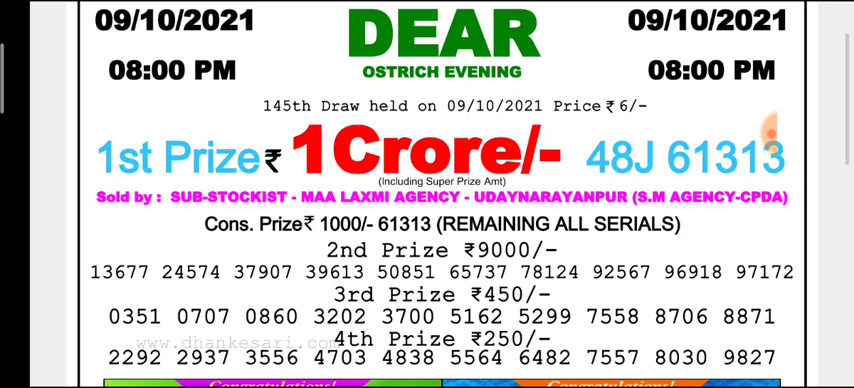 09/10/2021 DEAR 09/10/2021
08:00 PM OSTRICH EVENING 08:00 PM
145th Draw held on 09/10/2021 Price ₹ 6/-
1st Prize ₹ 1Crore/- 48J 61313
(Including Super Prize Amt)
Sold by : SUB-STOCKIST - MAA LAXMI AGENCY - UDAYNARAYANPUR (S.M AGENCY-CPDA)
Cons. Prize₹ 1000/- 61313 (REMAINING ALL SERIALS)
2nd Prize ₹9000/-
13677 24574 37907 39613 50851 65737 78124 92567 96918 97172
3rd Prize ₹450/-
0351 0707 0860 3202 3700 5162 5299 7558 8706 8871
www.dhankesari.com
4th Prize ₹250/-
2292 2937 3556 4703 4838 5564 6482 7557 8030 9827
Congratulations! Congratulations!